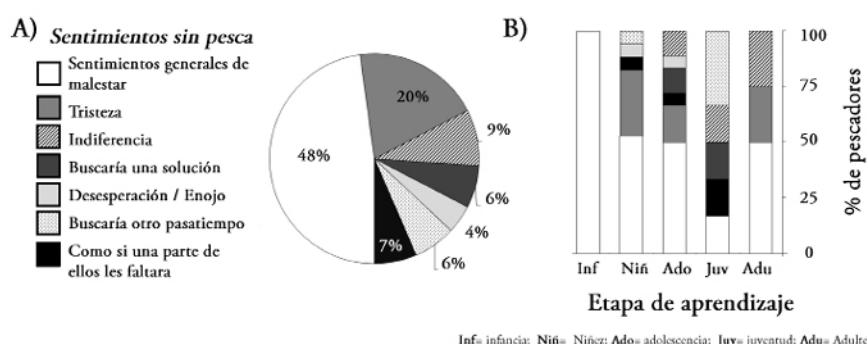 A)
Sentimientos sin pesca
Sentimientos generales de
malestar
Tristeza
Indiferencia
Buscaría una solución
Desesperación / Enojo
Buscaría otro pasatiempo
Como si una parte de
ellos les faltara
48%
20%
9%
6%
4%
6%
7%
B)
100
75
50
25
0
% de pescadores
Inf Niñ Ado Juv Adu
Etapa de aprendizaje
Inf= infancia; Niñ= Niñez; Ado= adolescencia; Juv= juventud; Adu= Adulte